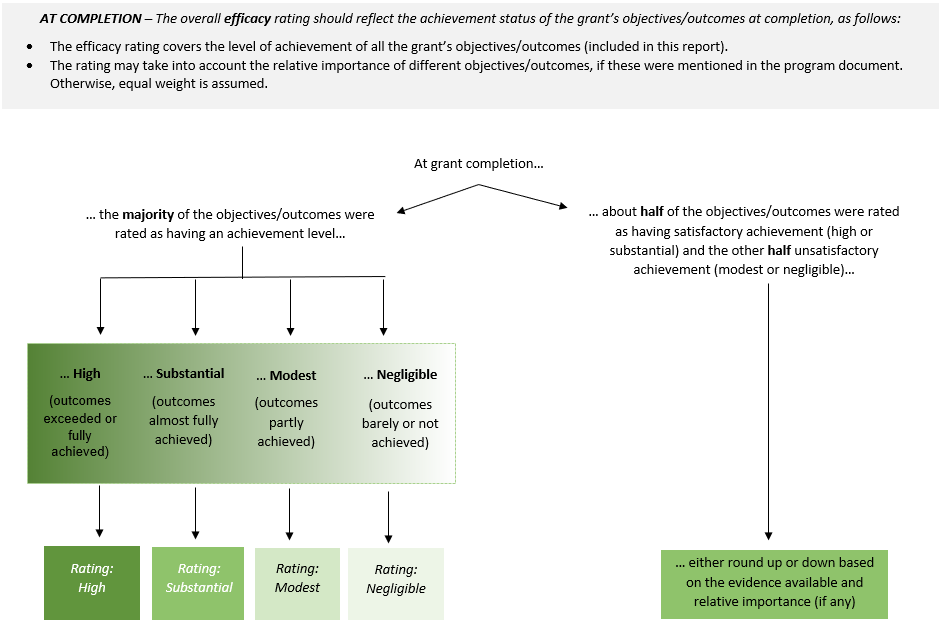 AT COMPLETION – The overall efficacy rating should reflect the achievement status of the grant's objectives/outcomes at completion, as follows:
• The efficacy rating covers the level of achievement of all the grant's objectives/outcomes (included in this report).
• The rating may take into account the relative importance of different objectives/outcomes, if these were mentioned in the program document.
Otherwise, equal weight is assumed.
At grant completion...
... the majority of the objectives/outcomes were
rated as having an achievement level...
... about half of the objectives/outcomes were rated
as having satisfactory achievement (high or
substantial) and the other half unsatisfactory
achievement (modest or negligible)...
... High
(outcomes
exceeded or
fully
achieved)
... Substantial
(outcomes
almost fully
achieved)
... Modest
(outcomes
partly
achieved)
... Negligible
(outcomes
barely or not
achieved)
Rating:
High
Rating:
Substantial
Rating:
Modest
Rating:
Negligible
... either round up or down based
on the evidence available and
relative importance (if any)